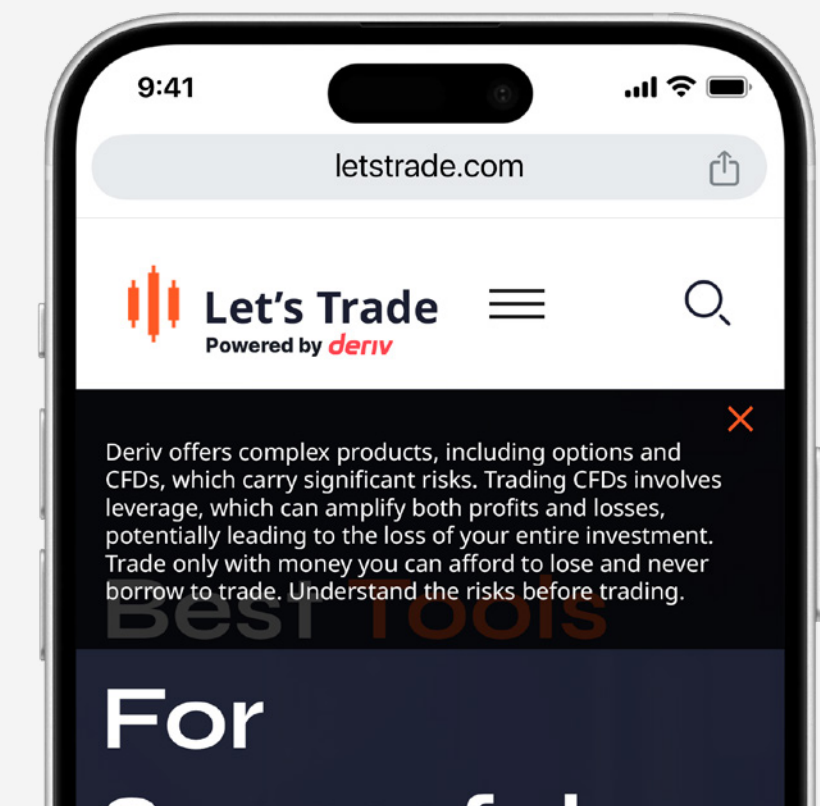 9:41
letstrade.com
Let's Trade
Powered by deriv
Deriv offers complex products, including options and
CFDs, which carry significant risks. Trading CFDs involves
leverage, which can amplify both profits and losses,
potentially leading to the loss of your entire investment.
Trade only with money you can afford to lose and never
borrow to trade. Understand the risks before trading.
Best Tools
For